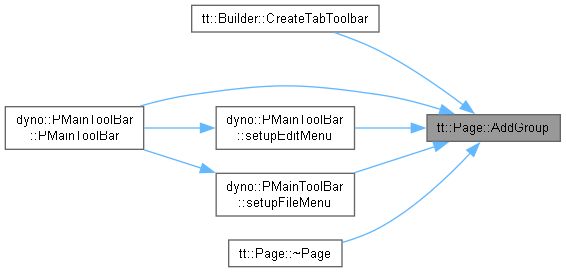 tt::Builder::CreateTabToolbar
dyno::PMainToolBar
::PMainToolBar
dyno::PMainToolBar
::setupEditMenu
tt::Page::AddGroup
dyno::PMainToolBar
::setupFileMenu
tt::Page::~Page